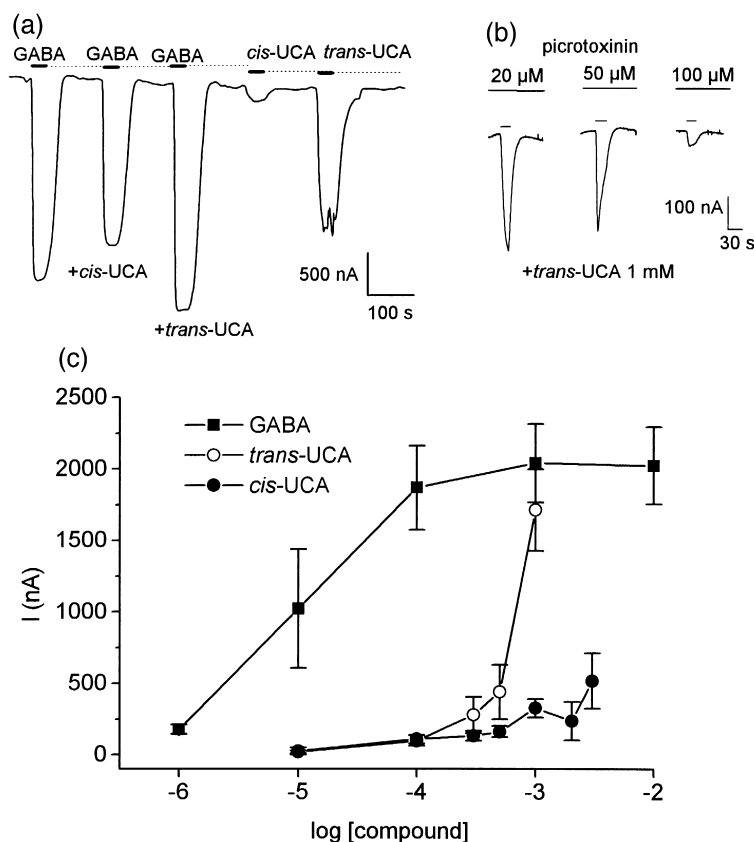 (a)
GABA GABA GABA cis-UCA trans-UCA
+cis-UCA
+trans-UCA
500 nA
100 s
(b)
picrotoxinin
20 µM 50 µM 100 µM
100 nA
30 s
+trans-UCA 1 mM
(c)
2500
2000
1500
1000
500
0
I (nA)
GABA
trans-UCA
cis-UCA
-6 -5 -4 -3 -2
log [compound]